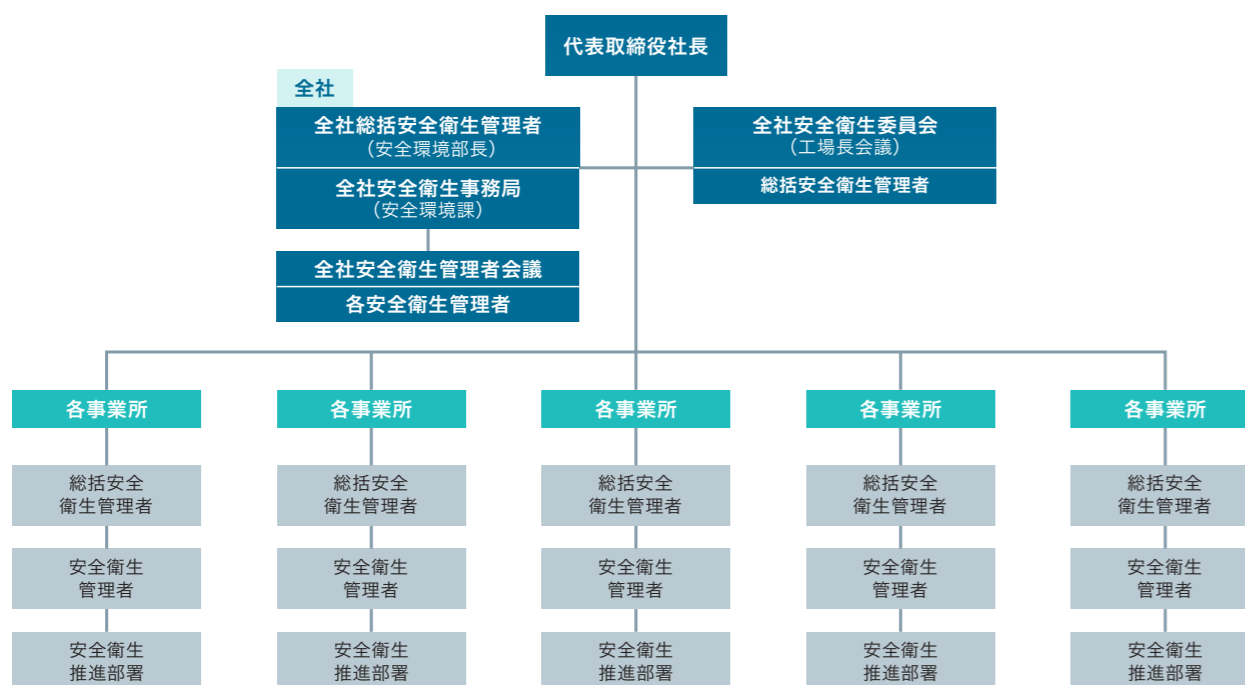 代表取締役社長
全社
全社総括安全衛生管理者
（安全環境部長）
全社安全衛生事務局
（安全環境課）
全社安全衛生委員会
（工場長会議）
総括安全衛生管理者
全社安全衛生管理者会議
各安全衛生管理者
各事業所
総括安全
衛生管理者
安全衛生
管理者
安全衛生
推進部署
各事業所
総括安全
衛生管理者
安全衛生
管理者
安全衛生
推進部署
各事業所
総括安全
衛生管理者
安全衛生
管理者
安全衛生
推進部署
各事業所
総括安全
衛生管理者
安全衛生
管理者
安全衛生
推進部署
各事業所
総括安全
衛生管理者
安全衛生
管理者
安全衛生
推進部署